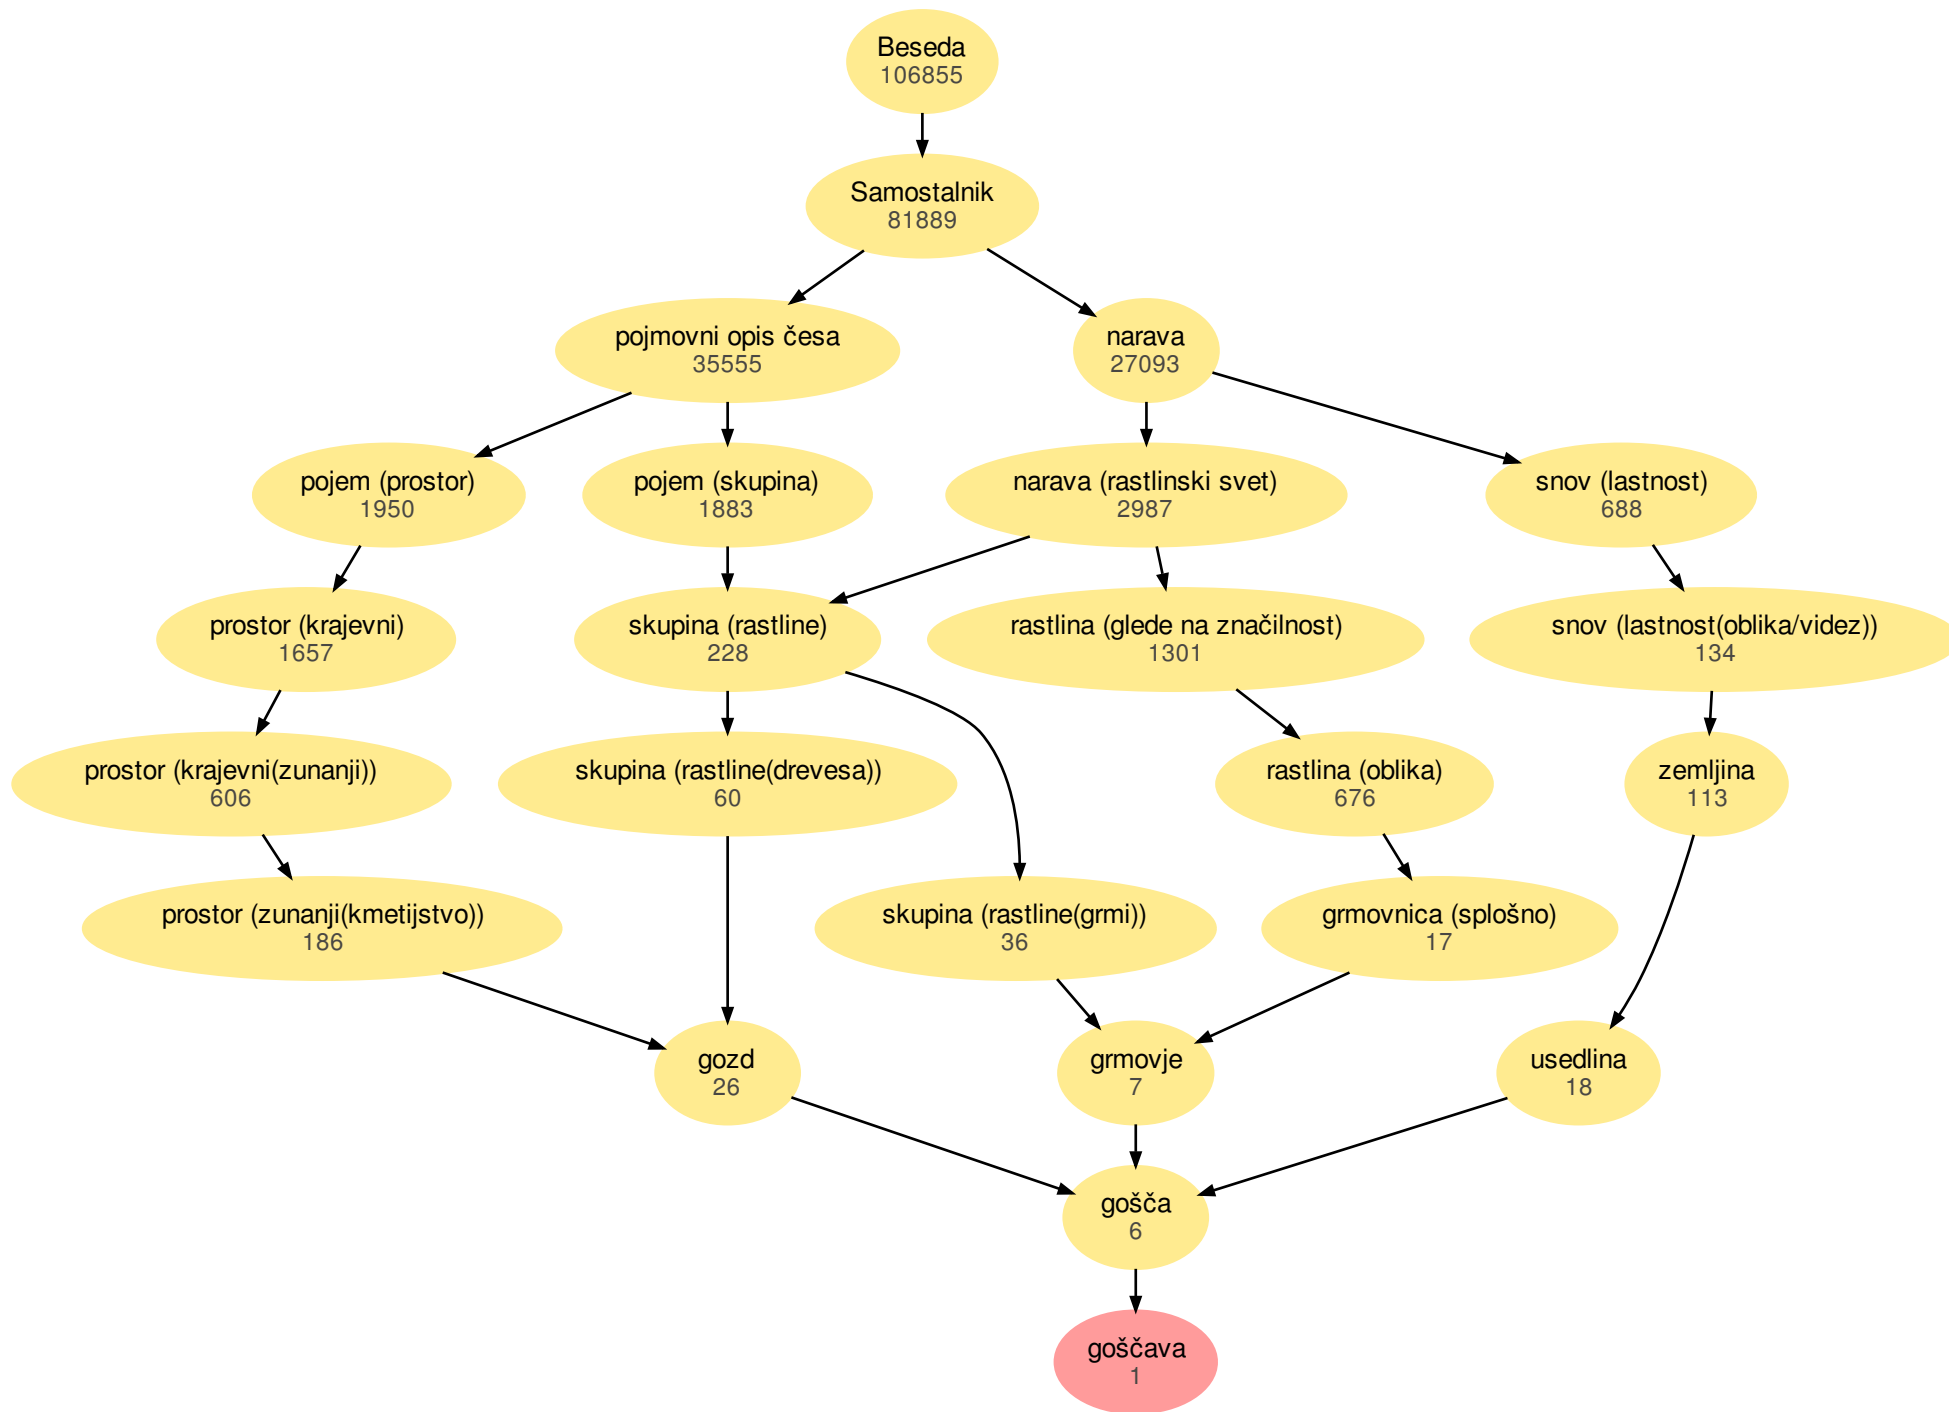 Beseda
106855
Samostalnik
81889
pojmovni opis česa
35555
narava
27093
pojem (prostor)
1950
pojem (skupina)
1883
narava (rastlinski svet)
2987
snov (lastnost)
688
prostor (krajevni)
1657
skupina (rastline)
228
rastlina (glede na značilnost)
1301
snov (lastnost(oblika/videz))
134
prostor (krajevni(zunanji))
606
skupina (rastline(drevesa))
60
rastlina (oblika)
676
zemljina
113
prostor (zunanji(kmetijstvo))
186
skupina (rastline(grmi))
36
grmovnica (splošno)
17
gozd
26
grmovje
7
usedlina
18
gošča
6
goščava
1